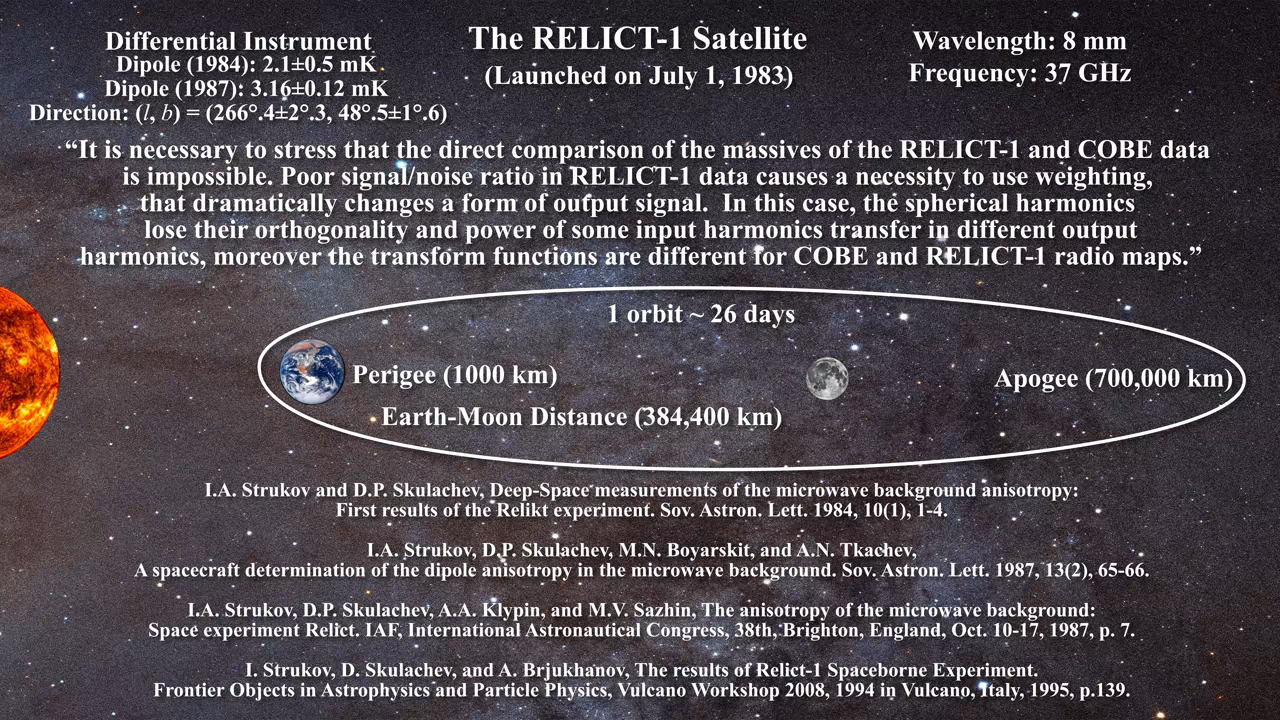 Differential Instrument
Dipole (1984): 2.1±0.5 mK
Dipole (1987): 3.16±0.12 mK
Direction: (l, b) = (266°.4±2°.3, 48°.5±1°.6)
The RELICT-1 Satellite
(Launched on July 1, 1983)
Wavelength: 8 mm
Frequency: 37 GHz
“It is necessary to stress that the direct comparison of the massives of the RELICT-1 and COBE data
is impossible. Poor signal/noise ratio in RELICT-1 data causes a necessity to use weighting,
that dramatically changes a form of output signal. In this case, the spherical harmonics
lose their orthogonality and power of some input harmonics transfer in different output
harmonics, moreover the transform functions are different for COBE and RELICT-1 radio maps.”
1 orbit ~ 26 days
Perigee (1000 km)
Apogee (700,000 km)
Earth-Moon Distance (384,400 km)
I.A. Strukov and D.P. Skulachev, Deep-Space measurements of the microwave background anisotropy:
First results of the Relikt experiment. Sov. Astron. Lett. 1984, 10(1), 1-4.
I.A. Strukov, D.P. Skulachev, M.N. Boyarskit, and A.N. Tkachev,
A spacecraft determination of the dipole anisotropy in the microwave background. Sov. Astron. Lett. 1987, 13(2), 65-66.
I.A. Strukov, D.P. Skulachev, A.A. Klypin, and M.V. Sazhin, The anisotropy of the microwave background:
Space experiment Relict. IAF, International Astronautical Congress, 38th, Brighton, England, Oct. 10-17, 1987, p. 7.
I. Strukov, D. Skulachev, and A. Brjukhanov, The results of Relict-1 Spaceborne Experiment.
Frontier Objects in Astrophysics and Particle Physics, Vulcano Workshop 2008, 1994 in Vulcano, Italy, 1995, p.139.